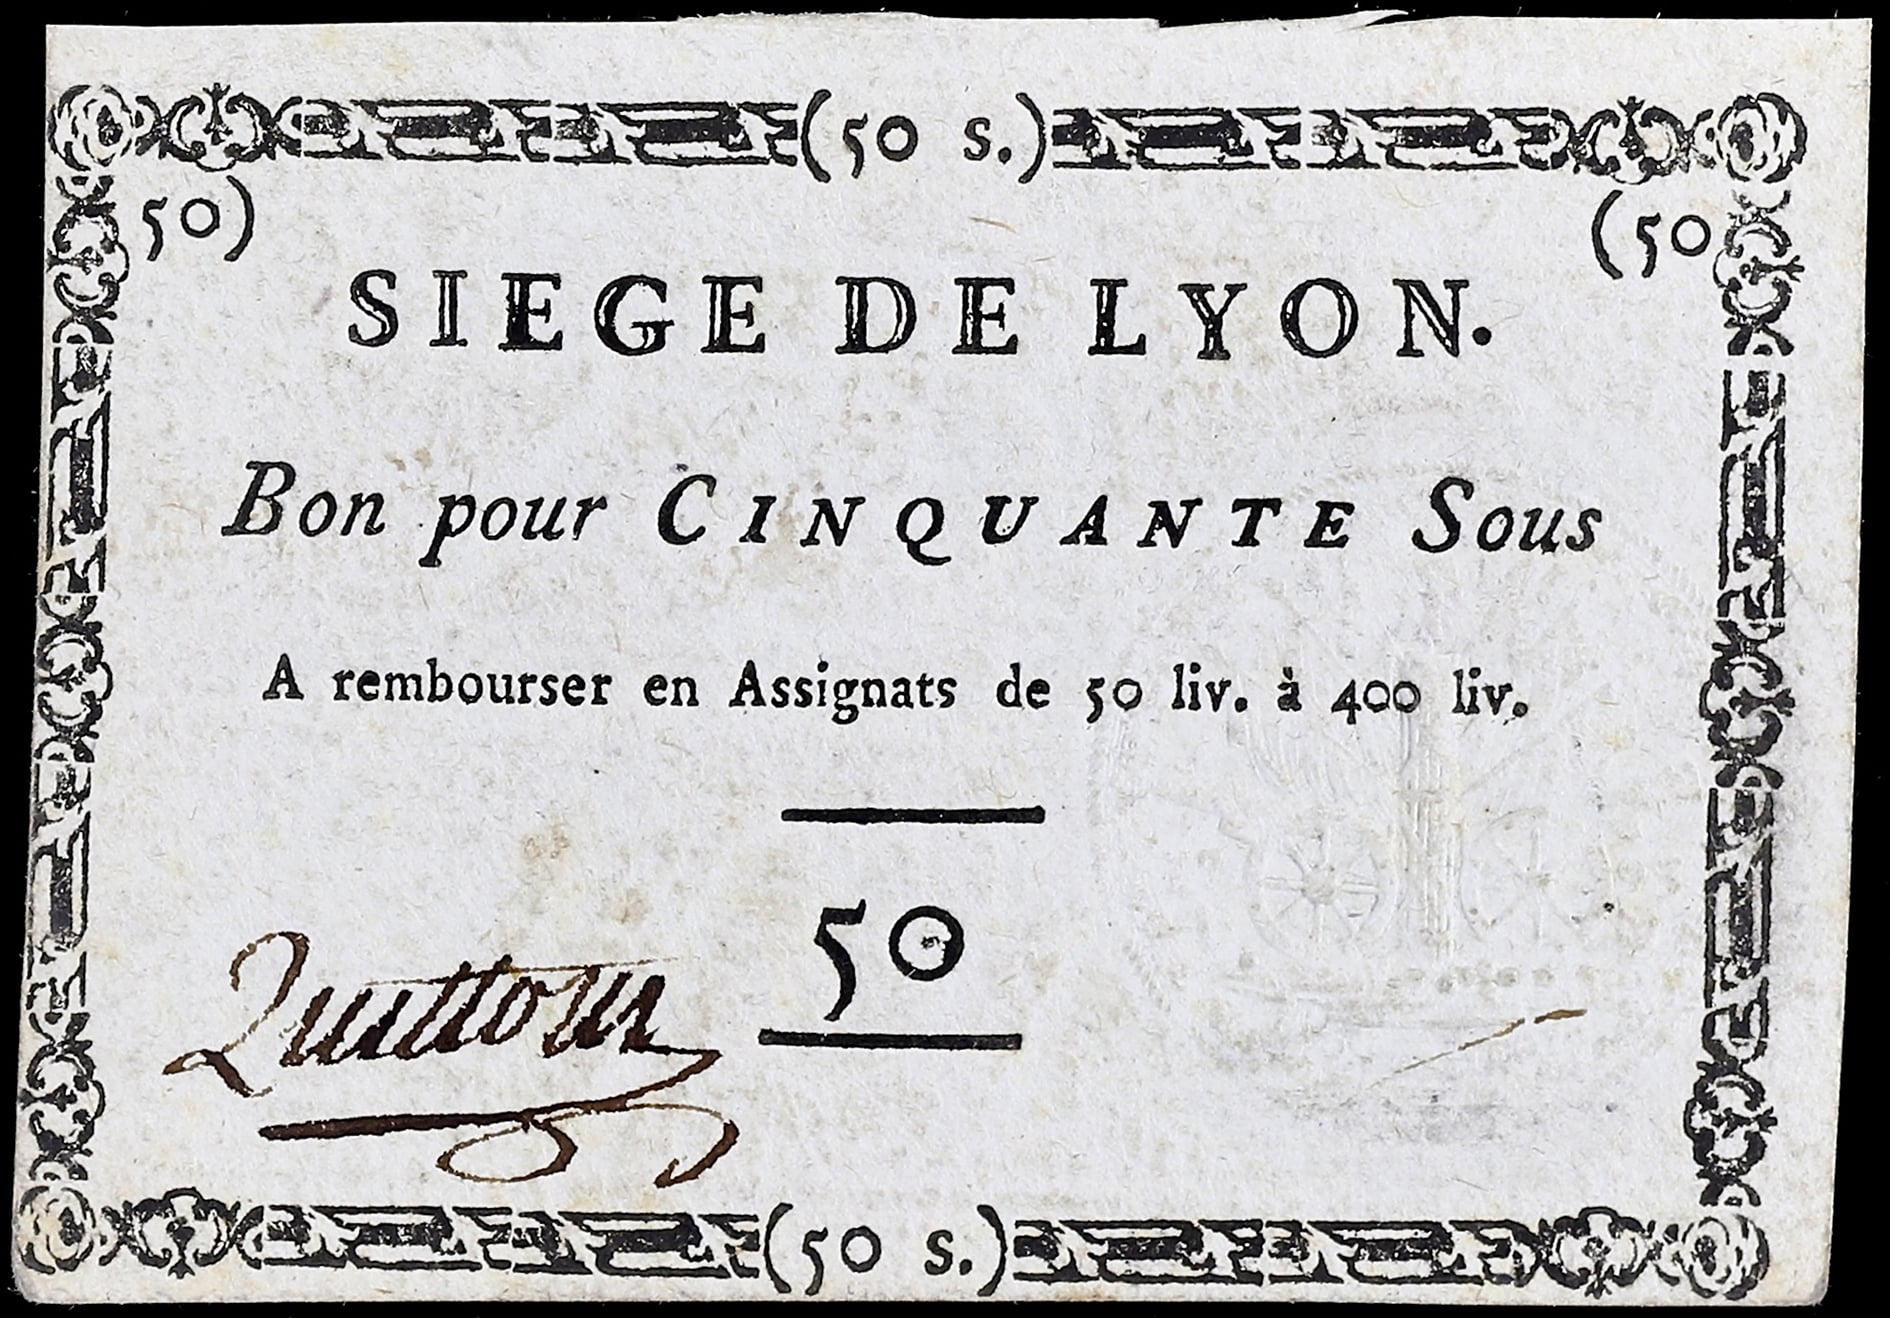 (50 s.)
50) (50
SIEGE DE LYON.
Bon pour CINQUANTE Sous
A rembourser en Assignats de 50 liv. à 400 liv.
50
(50 s.)